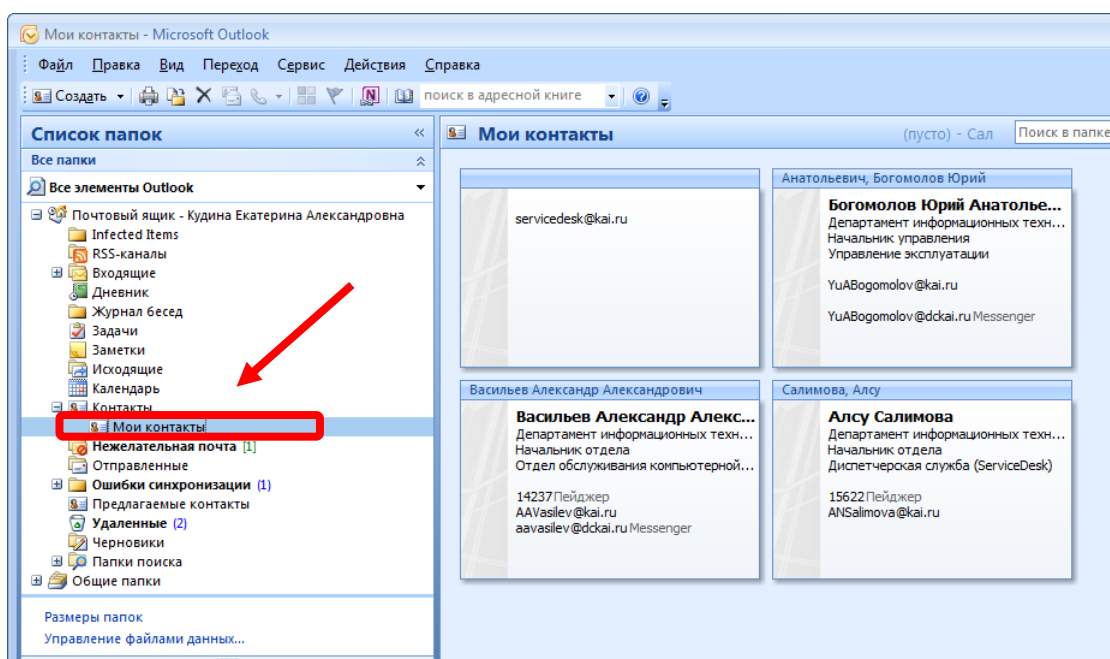 Мои контакты - Microsoft Outlook
Файл Правка Вид Переход Сервис Действия Справка
Создать поиск в адресной книге
Список папок «
Все папки
Все элементы Outlook
Почтовый ящик - Кудина Екатерина Александровна
Infected Items
RSS-каналы
Входящие
Дневник
Журнал бесед
Задачи
Заметки
Исходящие
Календарь
Контакты
Мои контакты
Нежелательная почта [1]
Отправленные
Ошибки синхронизации (1)
Предлагаемые контакты
Удаленные (2)
Черновики
Папки поиска
Общие папки
Размеры папок
Управление файлами данных...
Мои контакты (пусто) - Сал Поиск в папке
servicedesk@kai.ru
Анатольевич, Богомолов Юрий
Богомолов Юрий Анатолье...
Департамент информационных техн...
Начальник управления
Управление эксплуатации
YuABogomolov@kai.ru
YuABogomolov@dckai.ru Messenger
Васильев Александр Александрович
Васильев Александр Алекс...
Департамент информационных техн...
Начальник отдела
Отдел обслуживания компьютерной...
14237 Пейджер
AAVasilev@kai.ru
aavasilev@dckai.ru Messenger
Салимова, Алсу
Алсу Салимова
Департамент информационных техн...
Начальник отдела
Диспетчерская служба (ServiceDesk)
15622 Пейджер
ANSalimova@kai.ru